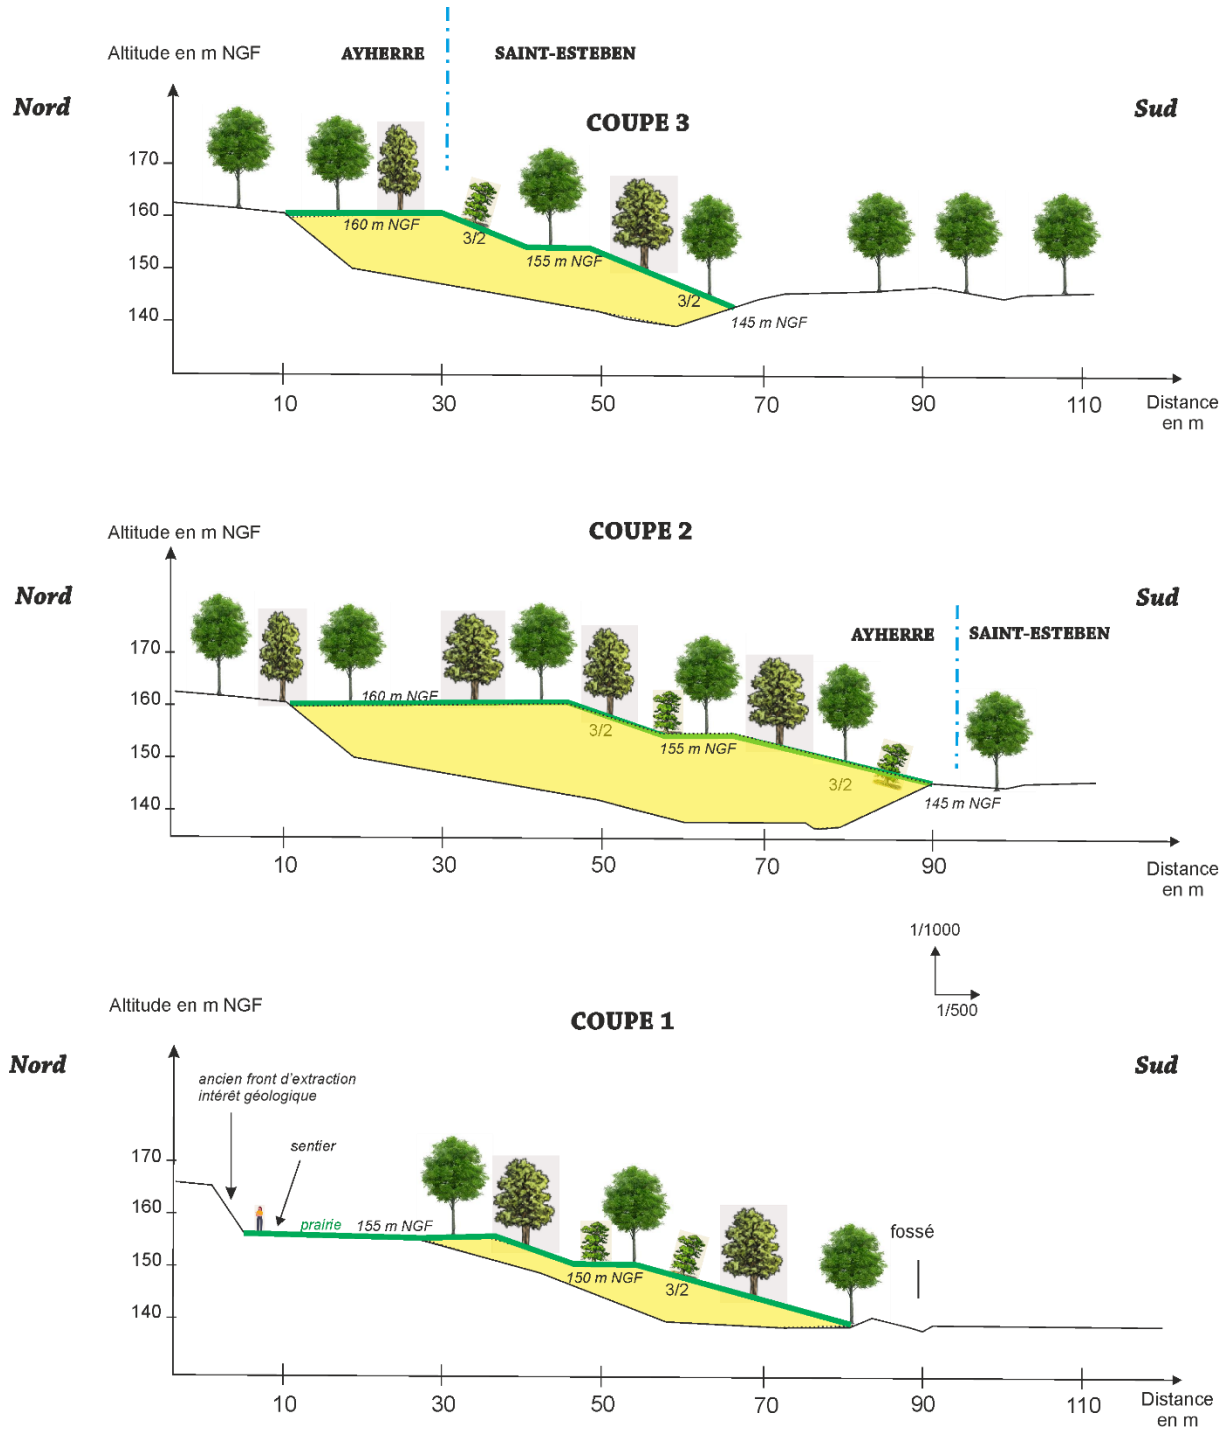 Altitude en m NGF
AYHERRE
SAINT-ESTEBEN
Nord
COUPE 3
Sud
170
160
150
140
160 m NGF
3/2
155 m NGF
3/2
145 m NGF
10
30
50
70
90
110
Distance
en m
Altitude en m NGF
COUPE 2
Nord
Sud
AYHERRE
SAINT-ESTEBEN
170
160
150
140
160 m NGF
3/2
155 m NGF
3/2
145 m NGF
10
30
50
70
90
Distance
en m
1/1000
1/500
Altitude en m NGF
COUPE 1
Nord
Sud
ancien front d'extraction
intérêt géologique
sentier
170
160
150
140
prairie
155 m NGF
150 m NGF
3/2
fossé
10
30
50
70
90
110
Distance
en m